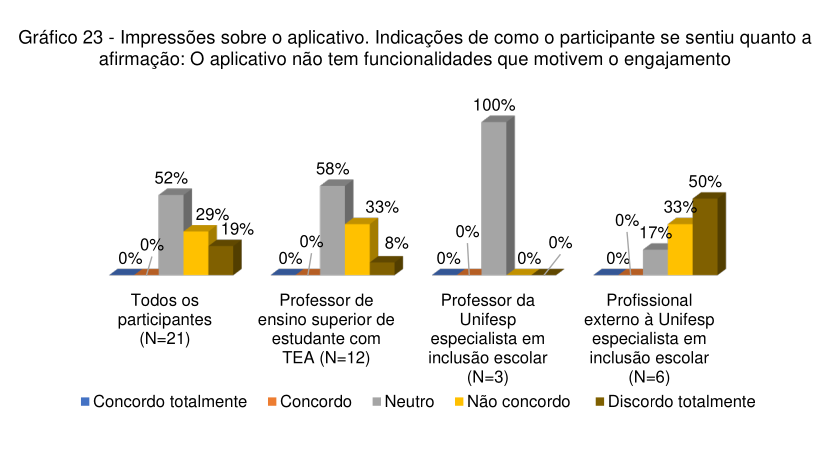 Gráfico 23 - Impressões sobre o aplicativo. Indicações de como o participante se sentiu quanto a
afirmação: O aplicativo não tem funcionalidades que motivem o engajamento
0% 0% 52% 29% 19%
0% 0% 58% 33% 8%
0% 0% 100% 0% 0%
0% 0% 17% 33% 50%
Todos os
participantes
(N=21)
Professor de
ensino superior de
estudante com
TEA (N=12)
Professor da
Unifesp
especialista em
inclusão escolar
(N=3)
Profissional
externo à Unifesp
especialista em
inclusão escolar
(N=6)
Concordo totalmente Concordo Neutro Não concordo Discordo totalmente